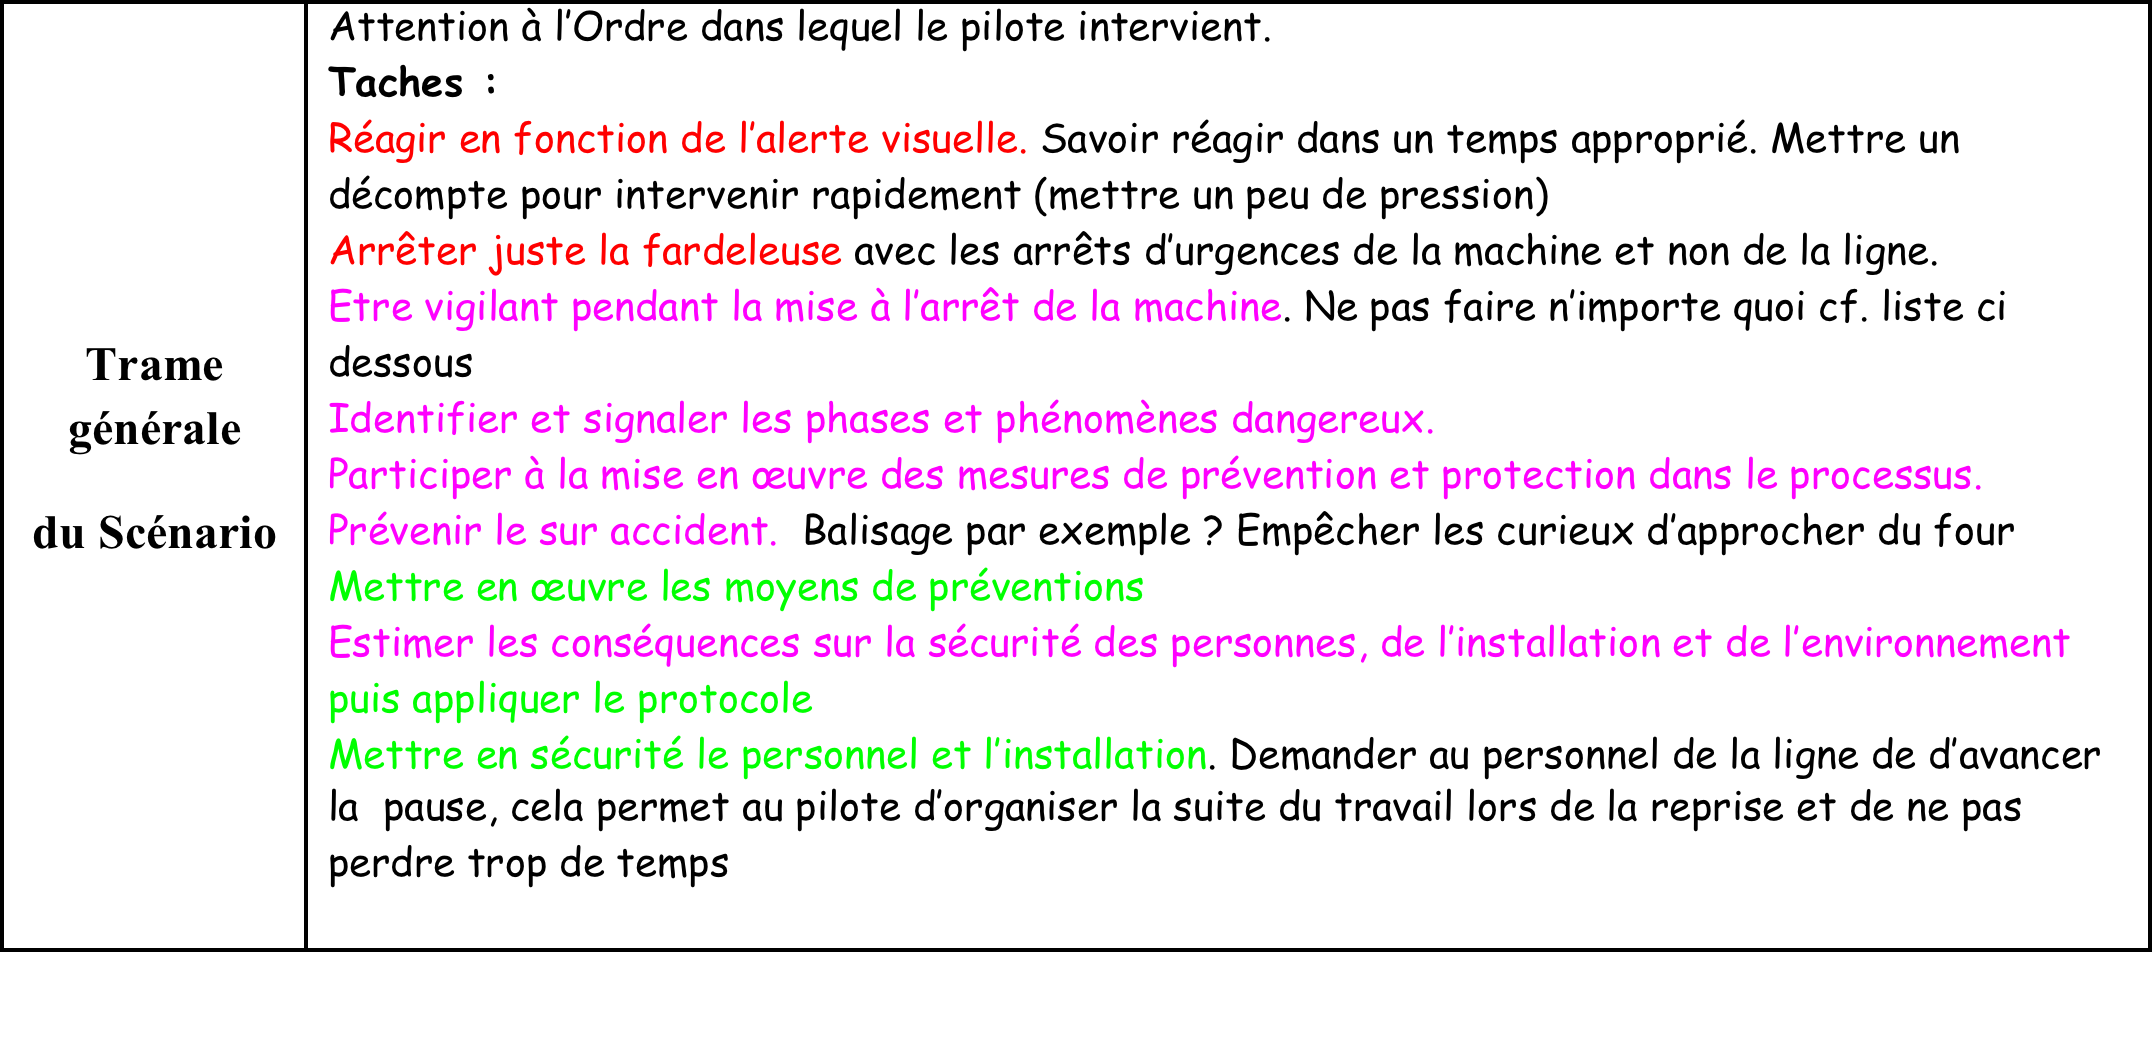 Trame
générale
du Scénario
Attention à l’Ordre dans lequel le pilote intervient.
Taches :
Réagir en fonction de l’alerte visuelle. Savoir réagir dans un temps approprié. Mettre un
décompte pour intervenir rapidement (mettre un peu de pression)
Arrêter juste la fardeleuse avec les arrêts d’urgences de la machine et non de la ligne.
Etre vigilant pendant la mise à l’arrêt de la machine. Ne pas faire n’importe quoi cf. liste ci
dessous
Identifier et signaler les phases et phénomènes dangereux.
Participer à la mise en œuvre des mesures de prévention et protection dans le processus.
Prévenir le sur accident.  Balisage par exemple ? Empêcher les curieux d’approcher du four
Mettre en œuvre les moyens de préventions
Estimer les conséquences sur la sécurité des personnes, de l’installation et de l’environnement
puis appliquer le protocole
Mettre en sécurité le personnel et l’installation. Demander au personnel de la ligne de d’avancer
la  pause, cela permet au pilote d’organiser la suite du travail lors de la reprise et de ne pas
perdre trop de temps